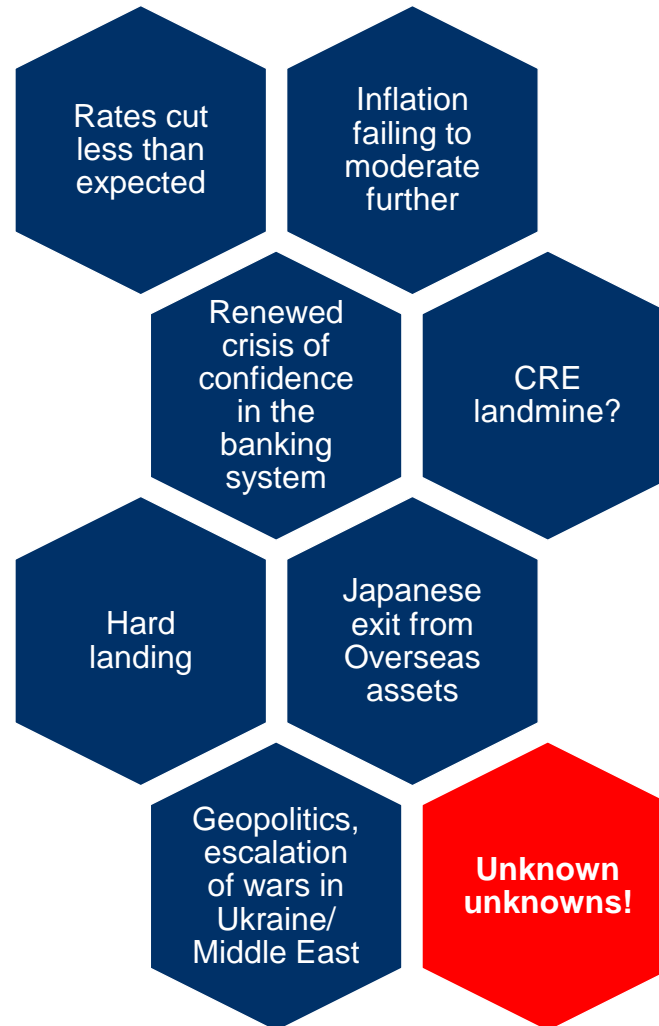 Rates cut
less than
expected
Inflation
failing to
moderate
further
Renewed
crisis of
confidence
in the
banking
system
CRE
landmine?
Hard
landing
Japanese
exit from
Overseas
assets
Geopolitics,
escalation
of wars in
Ukraine/
Middle East
Unknown
unknowns!